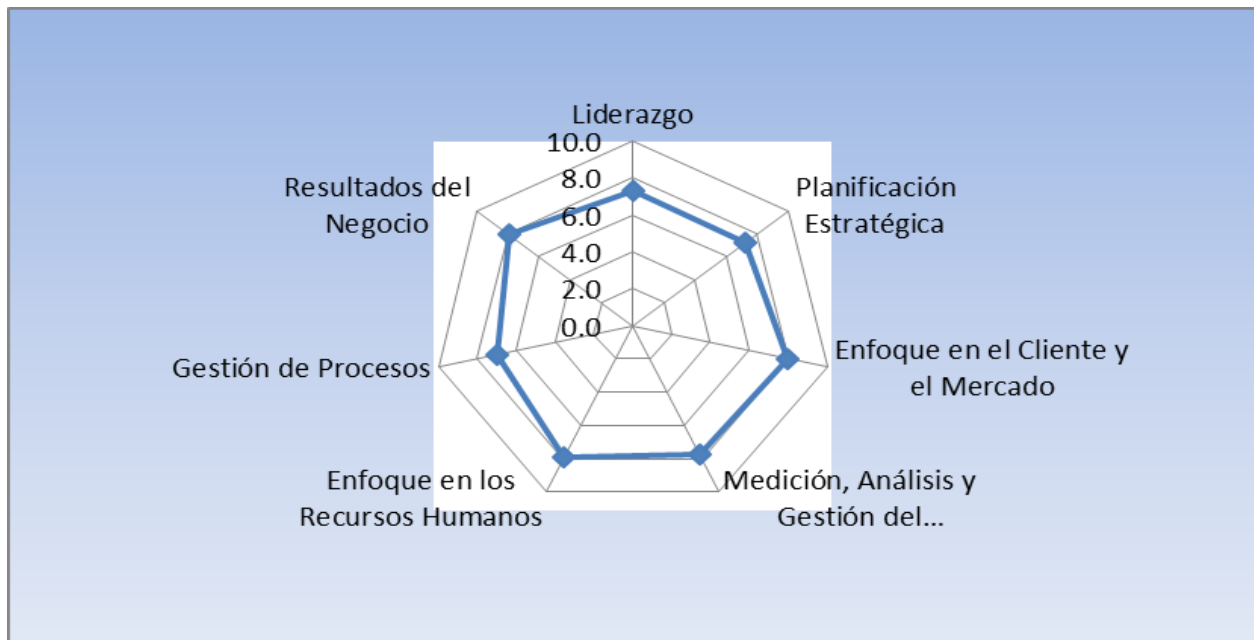 Liderazgo
10.0
8.0
6.0
4.0
2.0
0.0
Planificación
Estratégica
Enfoque en el Cliente y
el Mercado
Medición, Análisis y
Gestión del...
Enfoque en los
Recursos Humanos
Gestión de Procesos
Resultados del
Negocio